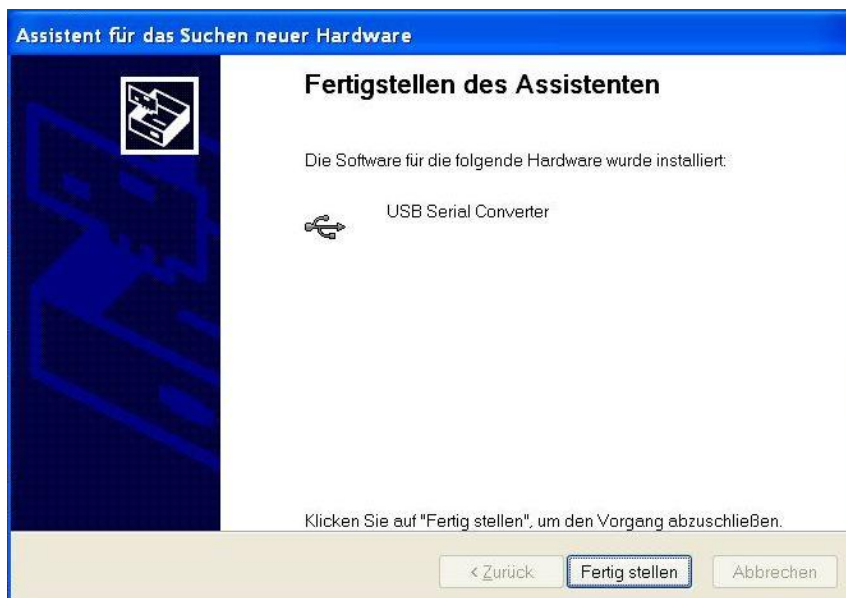 Assistent für das Suchen neuer Hardware
Fertigstellen des Assistenten
Die Software für die folgende Hardware wurde installiert:
USB Serial Converter
Klicken Sie auf "Fertig stellen", um den Vorgang abzuschließen.
< Zurück Fertig stellen Abbrechen